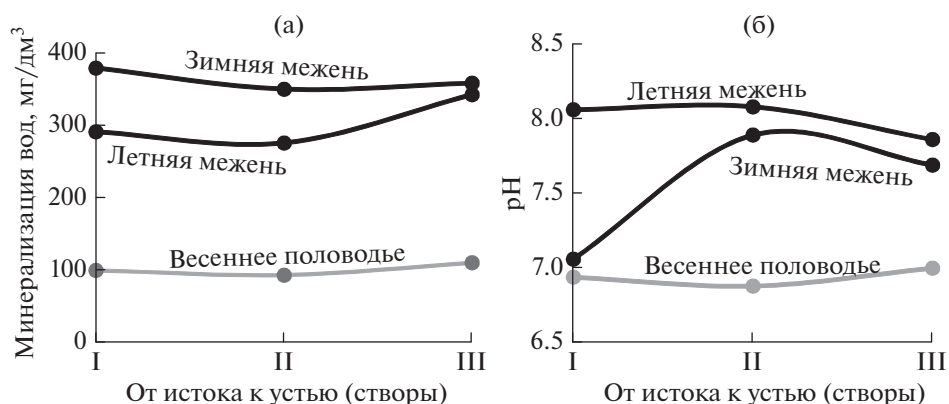 (а)
Минерализация вод, мг/дм³
400
300
200
100
0
Зимняя межень
Летняя межень
Весеннее половодье
I
II
III
От истока к устью (створы)
(б)
pH
8.5
8.0
7.5
7.0
6.5
Летняя межень
Зимняя межень
Весеннее половодье
I
II
III
От истока к устью (створы)